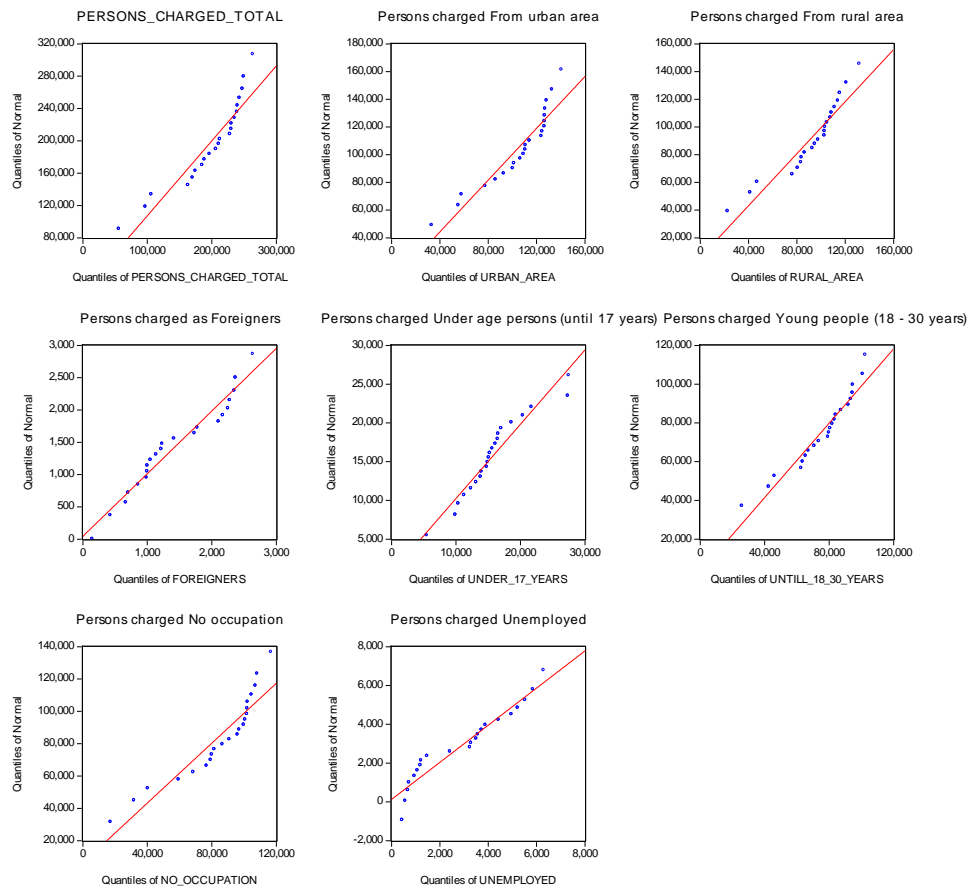 PERSONS_CHARGED_TOTAL
Persons charged From urban area
Persons charged From rural area
320,000
280,000
240,000
200,000
160,000
120,000
80,000
Quantiles of Normal
0 100,000 200,000 300,000
Quantiles of PERSONS_CHARGED_TOTAL
180,000
160,000
140,000
120,000
100,000
80,000
60,000
40,000
Quantiles of Normal
0 40,000 80,000 120,000 160,000
Quantiles of URBAN_AREA
160,000
140,000
120,000
100,000
80,000
60,000
40,000
20,000
Quantiles of Normal
0 40,000 80,000 120,000 160,000
Quantiles of RURAL_AREA
Persons charged as Foreigners
Persons charged Under age persons (until 17 years)
Persons charged Young people (18 - 30 years)
3,000
2,500
2,000
1,500
1,000
500
0
Quantiles of Normal
0 1,000 2,000 3,000
Quantiles of FOREIGNERS
30,000
25,000
20,000
15,000
10,000
5,000
Quantiles of Normal
0 10,000 20,000 30,000
Quantiles of UNDER_17_YEARS
120,000
100,000
80,000
60,000
40,000
20,000
Quantiles of Normal
0 40,000 80,000 120,000
Quantiles of UNTILL_18_30_YEARS
Persons charged No occupation
Persons charged Unemployed
140,000
120,000
100,000
80,000
60,000
40,000
20,000
Quantiles of Normal
0 40,000 80,000 120,000
Quantiles of NO_OCCUPATION
8,000
6,000
4,000
2,000
0
-2,000
Quantiles of Normal
0 2,000 4,000 6,000 8,000
Quantiles of UNEMPLOYED